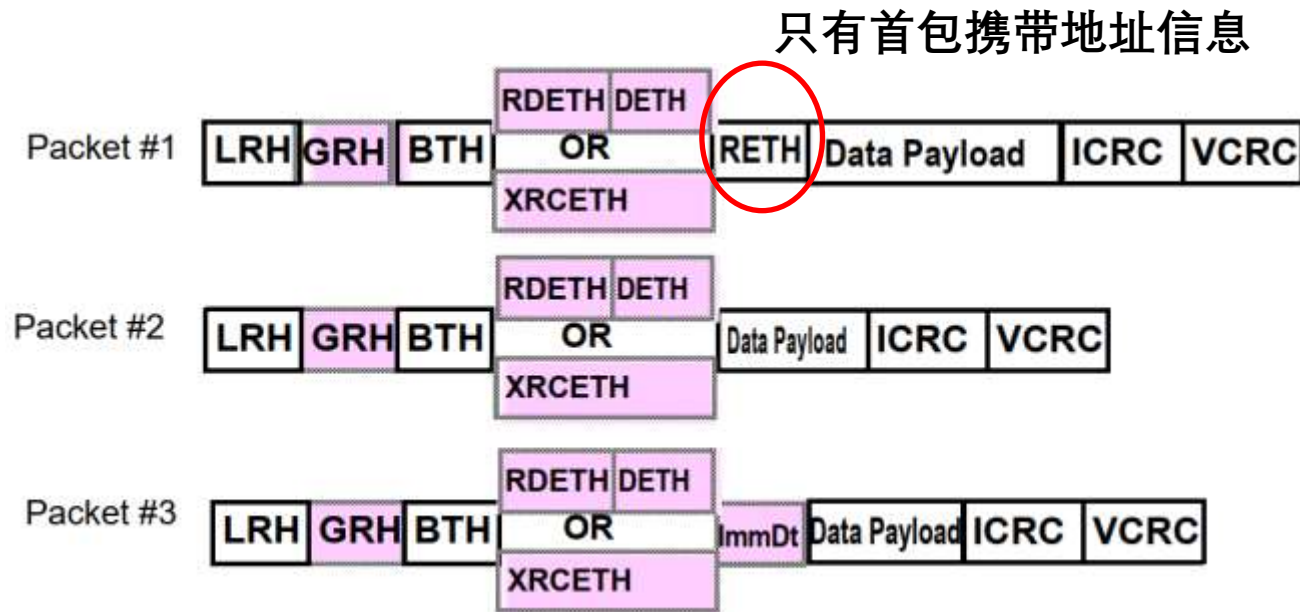 只有首包携带地址信息
RDETH DETH
Packet #1 LRH GRH BTH OR RETH Data Payload ICRC VCRC
XRCETH
RDETH DETH
Packet #2 LRH GRH BTH OR Data Payload ICRC VCRC
XRCETH
RDETH DETH
Packet #3 LRH GRH BTH OR ImmDt Data Payload ICRC VCRC
XRCETH